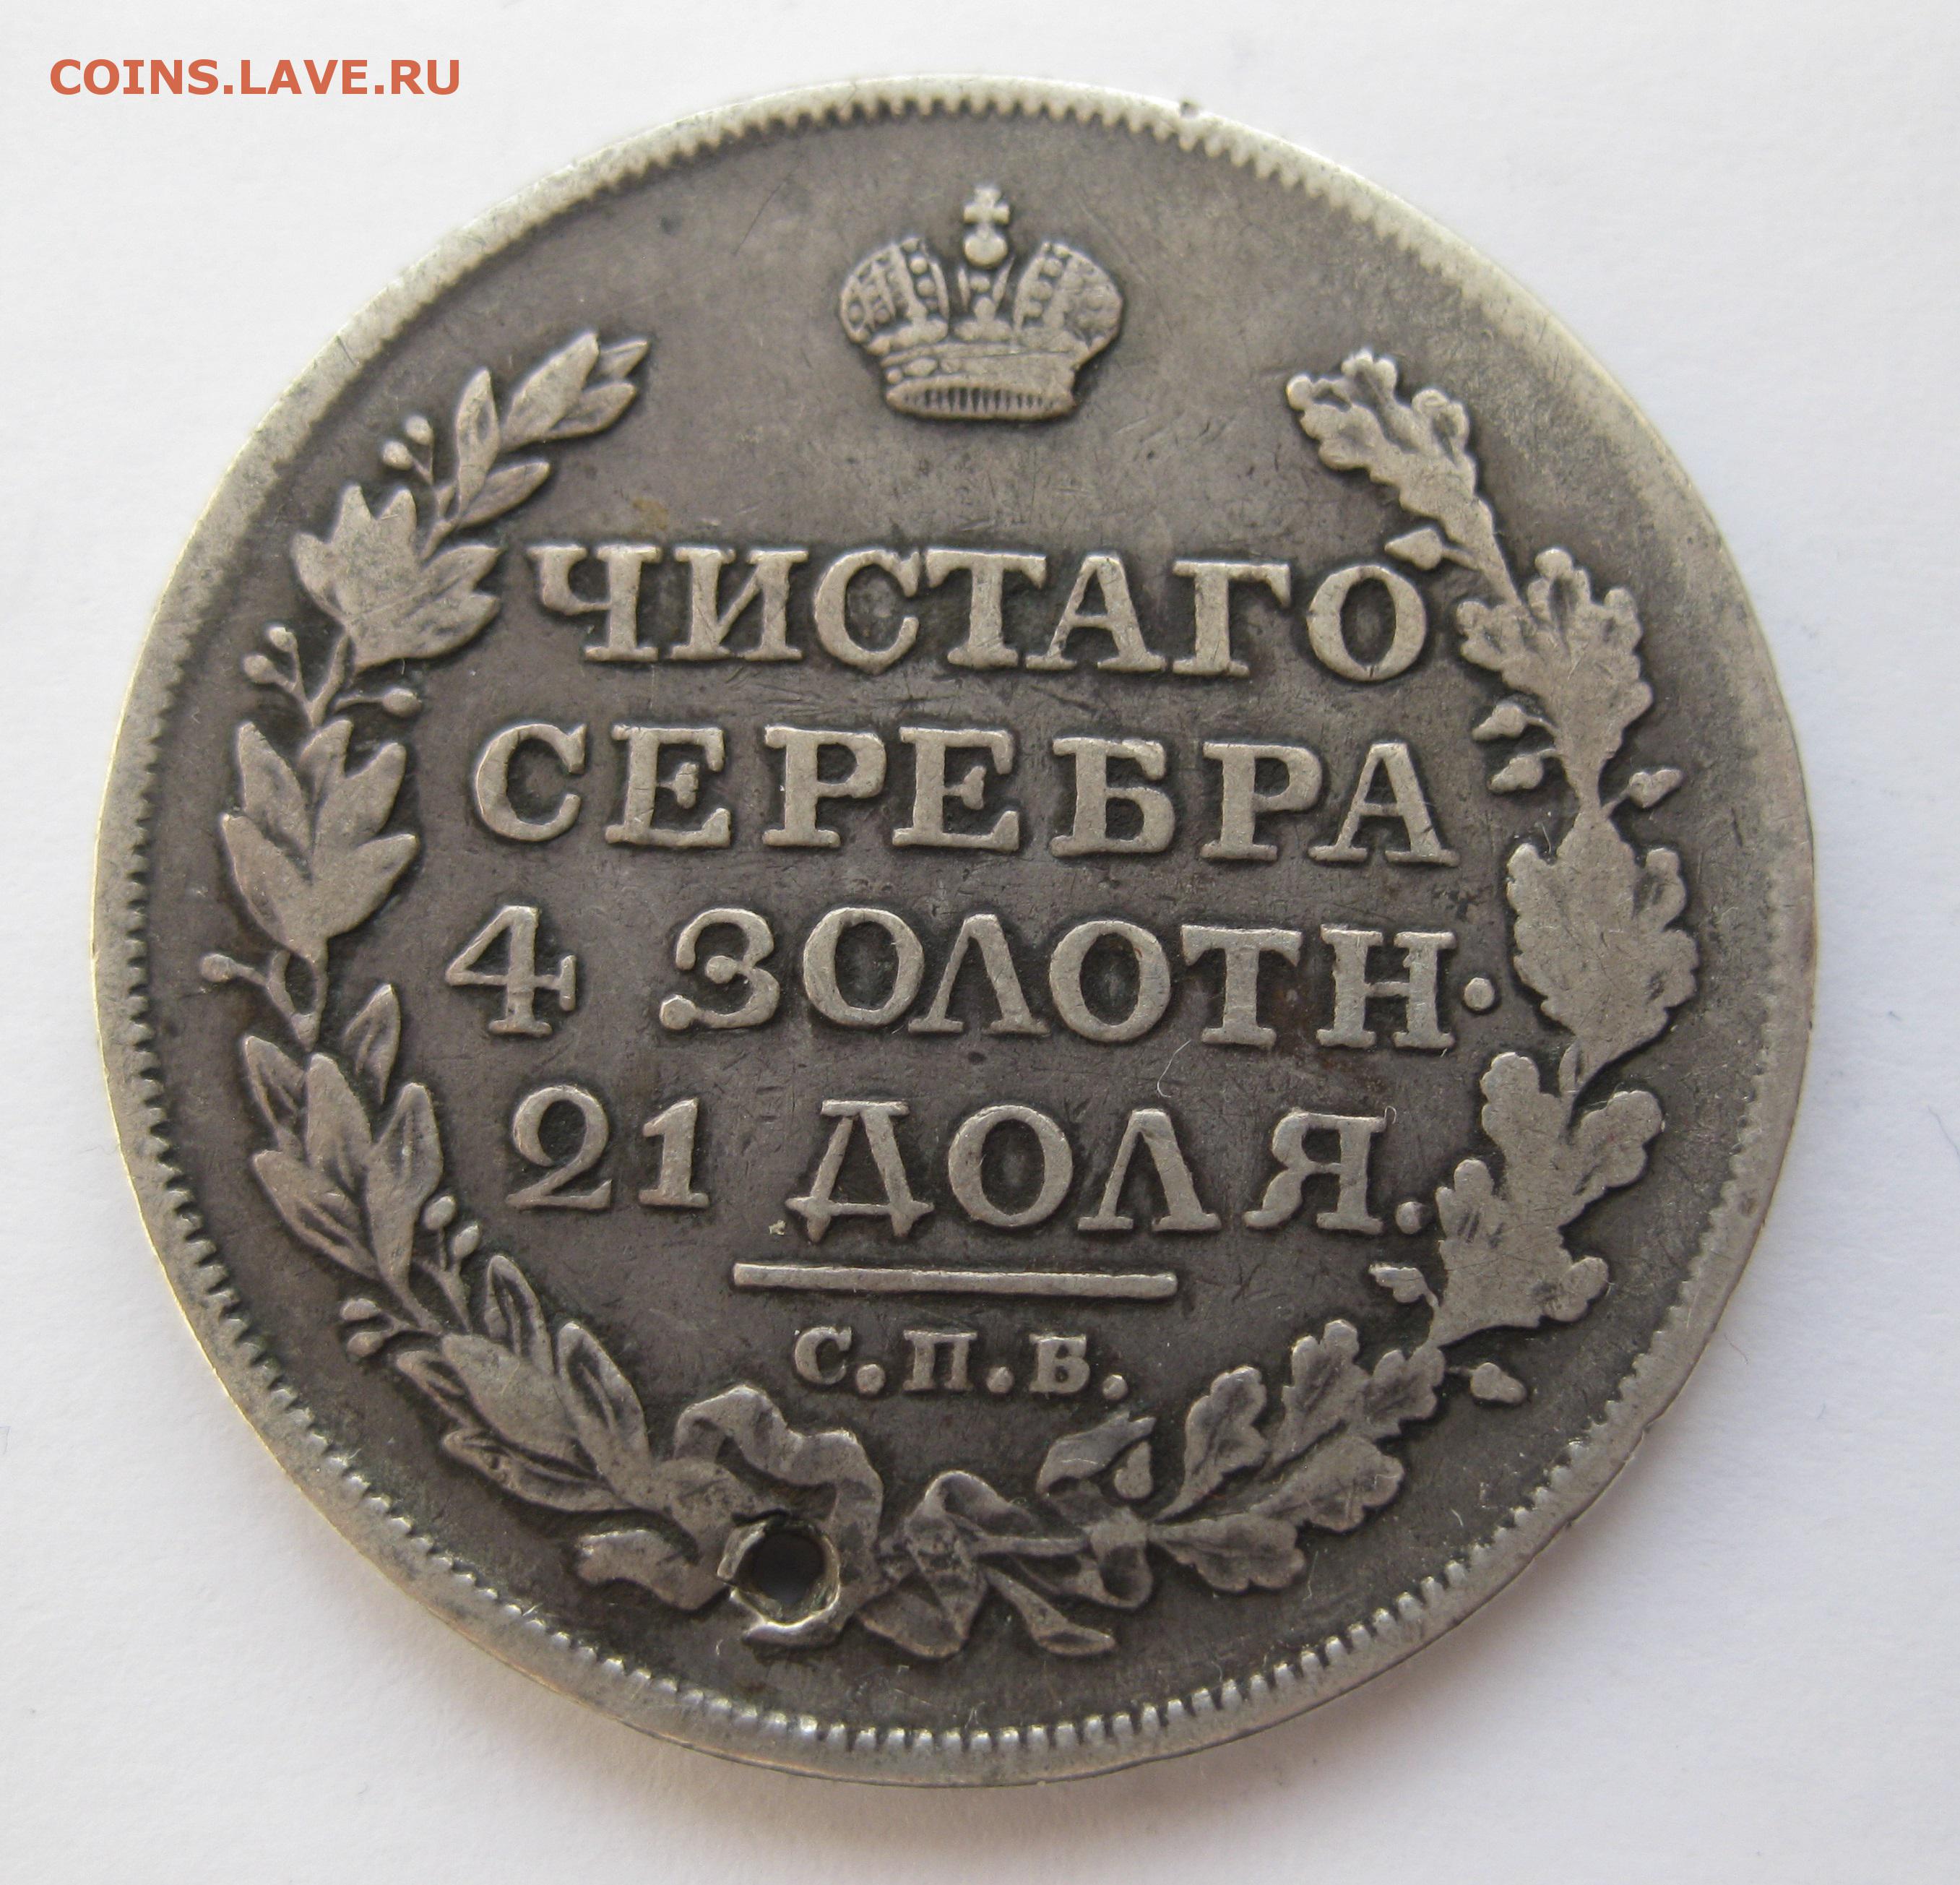 COINS.LAVE.RU
ЧИСТАГО
СЕРЕБРА
4 ЗОЛОТН.
21 ДОЛЯ.
С.П.Б.